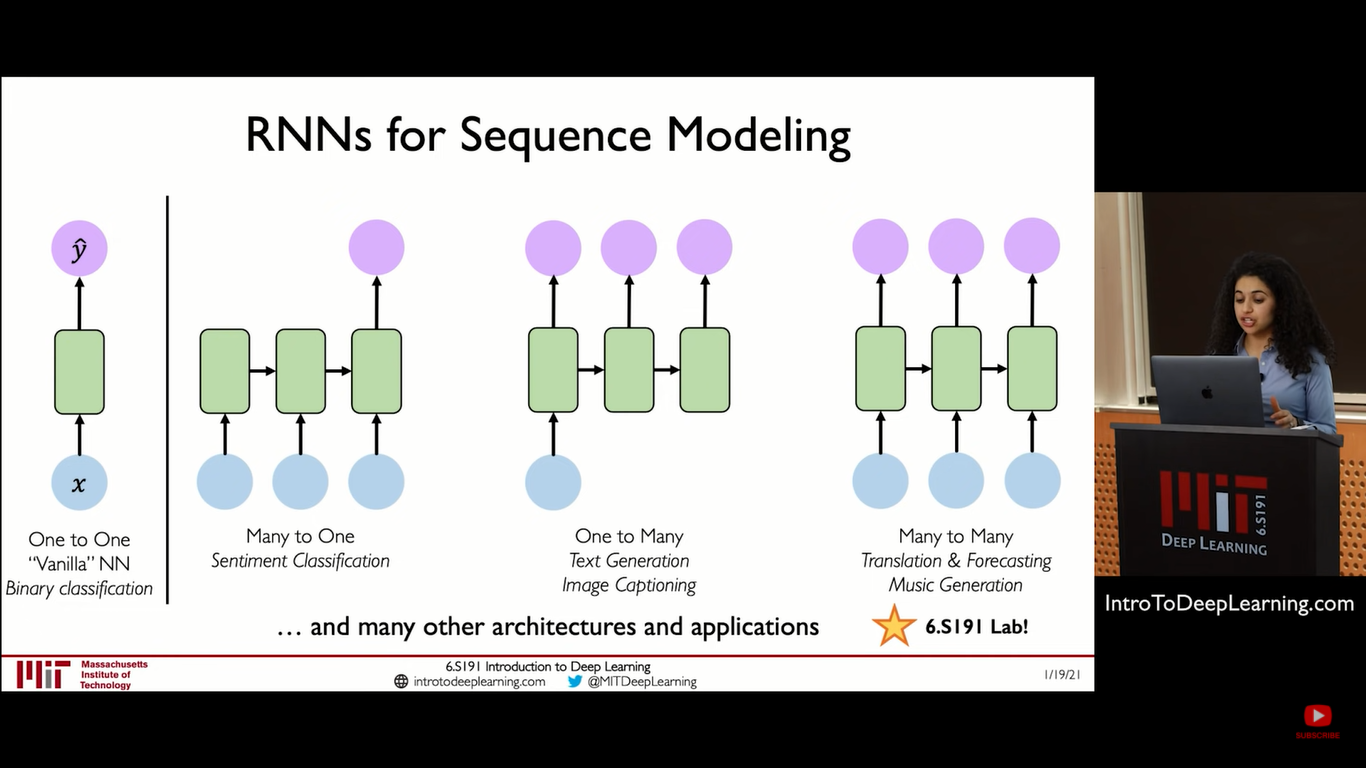 RNNs for Sequence Modeling
ŷ
x
One to One
“Vanilla” NN
Binary classification
Many to One
Sentiment Classification
One to Many
Text Generation
Image Captioning
Many to Many
Translation & Forecasting
Music Generation
… and many other architectures and applications
6.S191 Lab!
Massachusetts
Institute of
Technology
6.S191 Introduction to Deep Learning
introtodeeplearning.com
@MITDeepLearning
1/19/21
MIT
6.S191
DEEP LEARNING
IntroToDeepLearning.com
SUBSCRIBE